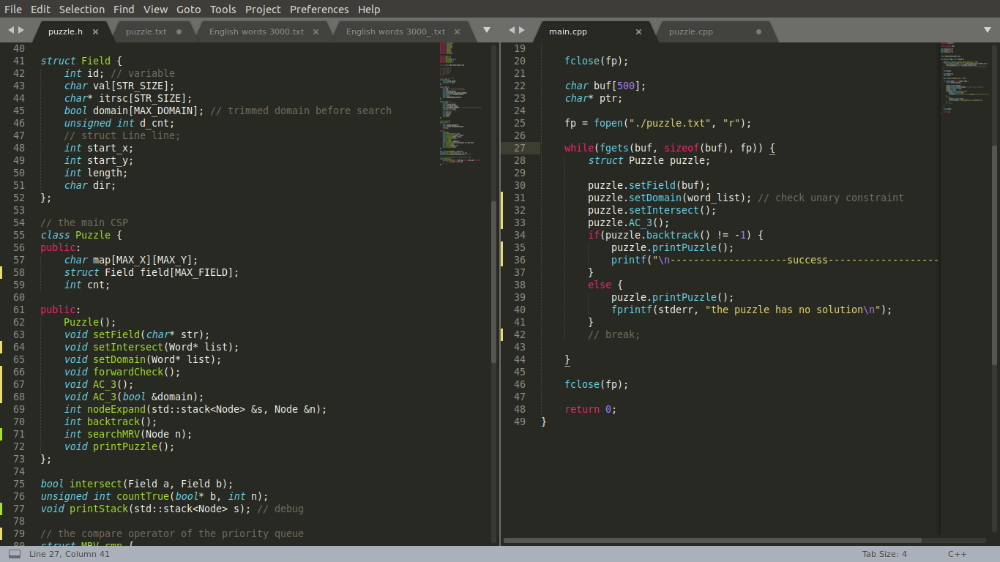 File Edit Selection Find View Goto Tools Project Preferences Help
puzzle.h × puzzle.txt English words 3000.txt × English words 3000_.txt ×
40
41 struct Field {
42 int id; // variable
43 char val[STR_SIZE];
44 char* itrsc[STR_SIZE];
45 bool domain[MAX_DOMAIN]; // trimmed domain before search
46 unsigned int d_cnt;
47 // struct Line line;
48 int start_x;
49 int start_y;
50 int length;
51 char dir;
52 };
53
54 // the main CSP
55 class Puzzle {
56 public:
57 char map[MAX_X][MAX_Y];
58 struct Field field[MAX_FIELD];
59 int cnt;
60
61 public:
62 Puzzle();
63 void setField(char* str);
64 void setIntersect(Word* list);
65 void setDomain(Word* list);
66 void forwardCheck();
67 void AC_3();
68 void AC_3(bool &domain);
69 int nodeExpand(std::stack<Node> &s, Node &n);
70 int backtrack();
71 int searchMRV(Node n);
72 void printPuzzle();
73 };
74
75 bool intersect(Field a, Field b);
76 unsigned int countTrue(bool* b, int n);
77 void printStack(std::stack<Node> s); // debug
78
79 // the compare operator of the priority queue
80 struct MRV_cmp {
main.cpp × puzzle.cpp
19
20 fclose(fp);
21
22 char buf[500];
23 char* ptr;
24
25 fp = fopen("./puzzle.txt", "r");
26
27 while(fgets(buf, sizeof(buf), fp)) {
28 struct Puzzle puzzle;
29
30 puzzle.setField(buf);
31 puzzle.setDomain(word_list); // check unary constraint
32 puzzle.setIntersect();
33 puzzle.AC_3();
34 if(puzzle.backtrack() != -1) {
35 puzzle.printPuzzle();
36 printf("\n--------------------success-------------------
37 }
38 else {
39 puzzle.printPuzzle();
40 fprintf(stderr, "the puzzle has no solution\n");
41 }
42 // break;
43
44 }
45
46 fclose(fp);
47
48 return 0;
49 }
Line 27, Column 41 Tab Size: 4 C++